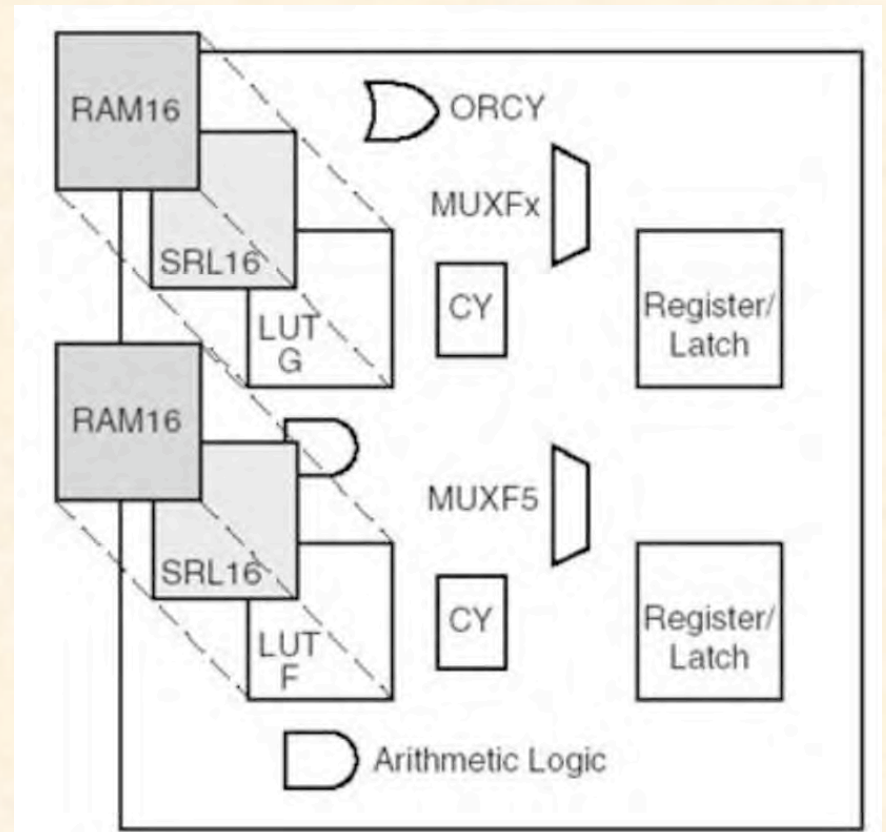 RAM16
ORCY
MUXFx
SRL16
CY
Register/
Latch
LUT
G
RAM16
MUXF5
SRL16
CY
Register/
Latch
LUT
F
Arithmetic Logic